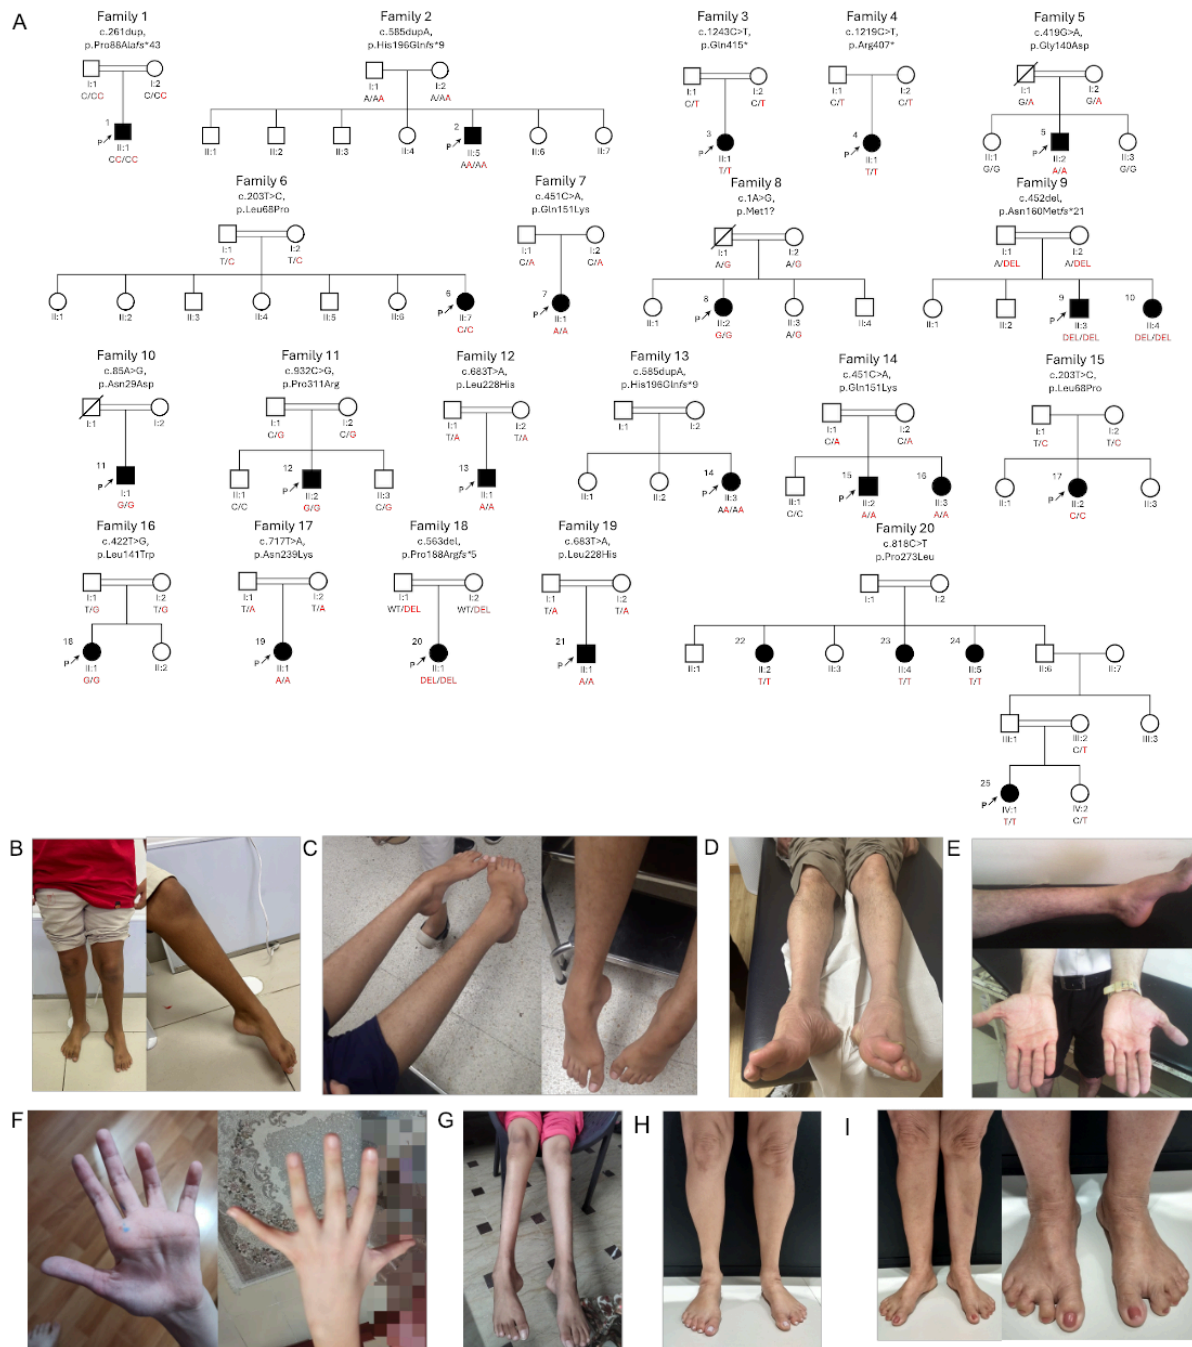 A
Family 1
c.261dup,
p.Pro88Alafs*43
I:1
I:2
C/CC
C/CC
1
P
II:1
CC/CC
Family 2
c.585dupA,
p.His196Glnfs*9
I:1
I:2
A/AA
A/AA
2
P
II:1
II:2
II:3
II:4
II:5
II:6
II:7
AA/AA
Family 3
c.1243C>T,
p.Gln415*
I:1
I:2
C/T
C/T
3
P
II:1
T/T
Family 4
c.1219C>T,
p.Arg407*
I:1
I:2
C/T
C/T
4
P
II:1
T/T
Family 5
c.419G>A,
p.Gly140Asp
I:1
I:2
G/A
G/A
5
P
II:1
II:2
II:3
G/G
A/A
G/G
Family 6
c.203T>C,
p.Leu68Pro
I:1
I:2
T/C
T/C
6
P
II:1
II:2
II:3
II:4
II:5
II:6
II:7
C/C
Family 7
c.451C>A,
p.Gln151Lys
I:1
I:2
C/A
C/A
7
P
II:1
A/A
Family 8
c.1A>G,
p.Met1?
I:1
I:2
A/G
A/G
8
P
II:1
II:2
II:3
II:4
G/G
A/G
Family 9
c.452del,
p.Asn160Metfs*21
I:1
I:2
A/DEL
A/DEL
9
10
P
II:1
II:2
II:3
II:4
DEL/DEL
DEL/DEL
Family 10
c.85A>G,
p.Asn29Asp
I:1
I:2
11
P
I:1
G/G
Family 11
c.932C>G,
p.Pro311Arg
I:1
I:2
C/G
C/G
12
P
II:1
II:2
II:3
C/C
G/G
C/G
Family 12
c.683T>A,
p.Leu228His
I:1
I:2
T/A
T/A
13
P
II:1
A/A
Family 13
c.585dupA,
p.His196Glnfs*9
I:1
I:2
14
P
II:1
II:2
II:3
AA/AA
Family 14
c.451C>A,
p.Gln151Lys
I:1
I:2
C/A
C/A
15
16
P
II:1
II:2
II:3
C/C
A/A
A/A
Family 15
c.203T>C,
p.Leu68Pro
I:1
I:2
T/C
T/C
17
P
II:1
II:2
II:3
C/C
Family 16
c.422T>G,
p.Leu141Trp
I:1
I:2
T/G
T/G
18
P
II:1
II:2
G/G
Family 17
c.717T>A,
p.Asn239Lys
I:1
I:2
T/A
T/A
19
P
II:1
A/A
Family 18
c.563del,
p.Pro188Argfs*5
I:1
I:2
WT/DEL
WT/DEL
20
P
II:1
DEL/DEL
Family 19
c.683T>A,
p.Leu228His
I:1
I:2
T/A
T/A
21
P
II:1
A/A
Family 20
c.818C>T
p.Pro273Leu
I:1
I:2
22
23
24
II:1
II:2
II:3
II:4
II:5
II:6
II:7
T/T
T/T
T/T
III:1
III:2
III:3
C/T
25
P
IV:1
IV:2
T/T
C/T
B
C
D
E
F
G
H
I